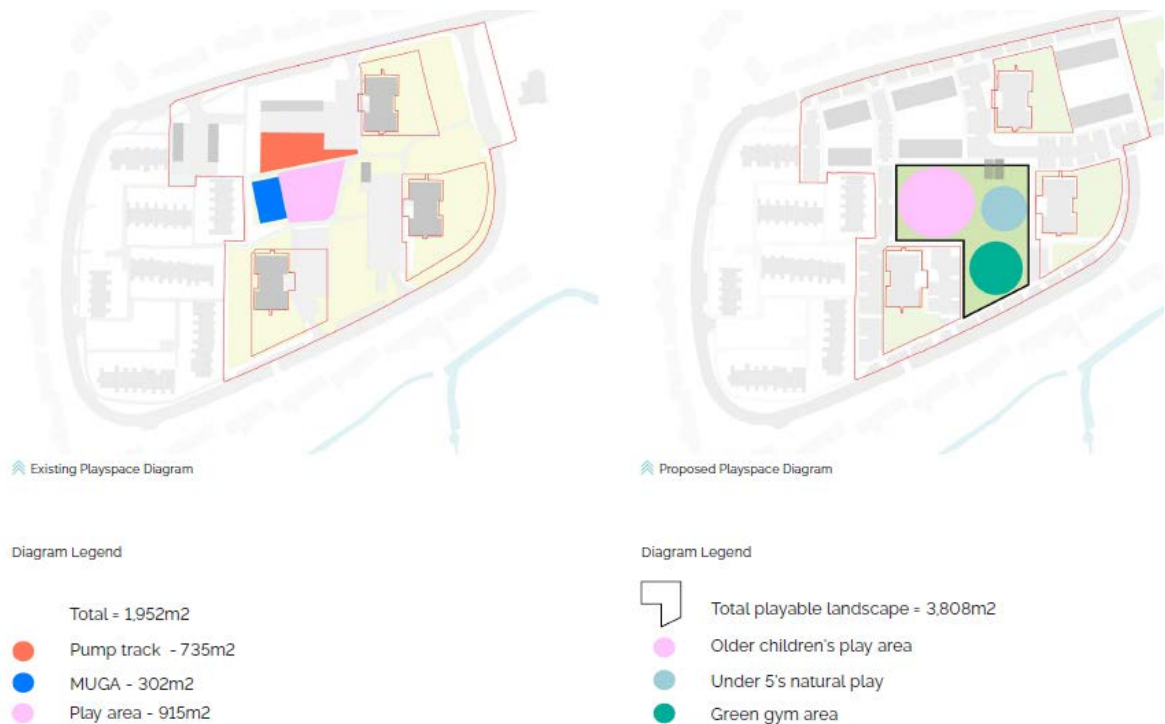 Existing Playspace Diagram
Proposed Playspace Diagram
Diagram Legend
Total = 1,952m2
Pump track - 735m2
MUGA - 302m2
Play area - 915m2
Diagram Legend
Total playable landscape = 3,808m2
Older children's play area
Under 5's natural play
Green gym area